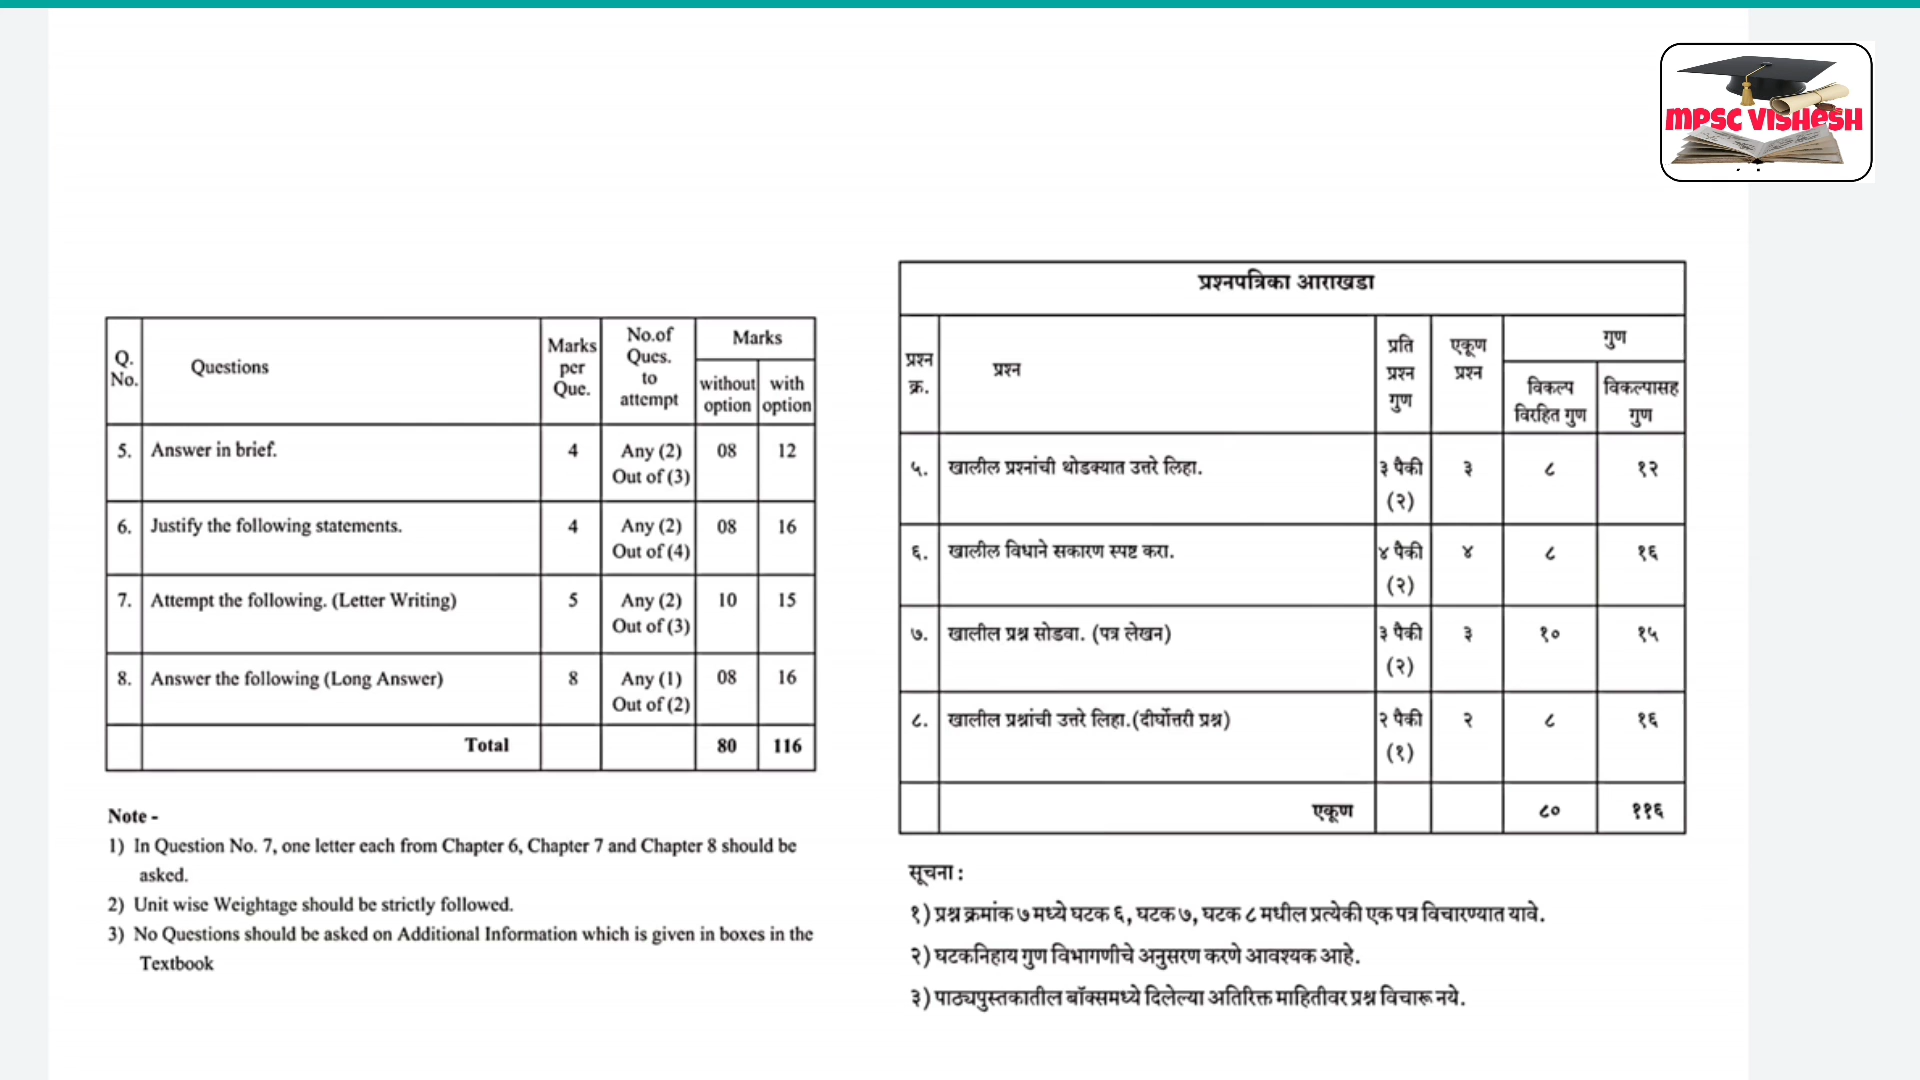 MPSC VISHESH
Q. No. Questions Marks per Que. No.of Ques. to attempt Marks
without option with option
5. Answer in brief. 4 Any (2) 08 12
Out of (3)
6. Justify the following statements. 4 Any (2) 08 16
Out of (4)
7. Attempt the following. (Letter Writing) 5 Any (2) 10 15
Out of (3)
8. Answer the following (Long Answer) 8 Any (1) 08 16
Out of (2)
Total 80 116
Note -
1) In Question No. 7, one letter each from Chapter 6, Chapter 7 and Chapter 8 should be
asked.
2) Unit wise Weightage should be strictly followed.
3) No Questions should be asked on Additional Information which is given in boxes in the
Textbook
प्रश्नपत्रिका आराखडा
प्रश्न क्र. प्रश्न प्रति प्रश्न गुण एकूण प्रश्न गुण
विकल्प विरहित गुण विकल्पासह गुण
५. खालील प्रश्नांची थोडक्यात उत्तरे लिहा. ३ पैकी ३ ८ १२
(२)
६. खालील विधाने सकारण स्पष्ट करा. ४ पैकी ४ ८ १६
(२)
७. खालील प्रश्न सोडवा. (पत्र लेखन) ३ पैकी ३ १० १५
(२)
८. खालील प्रश्नांची उत्तरे लिहा.(दीर्घोत्तरी प्रश्न) २ पैकी २ ८ १६
(१)
एकूण ८० ११६
सूचना :
१) प्रश्न क्रमांक ७ मध्ये घटक ६, घटक ७, घटक ८ मधील प्रत्येकी एक पत्र विचारण्यात यावे.
२) घटकनिहाय गुण विभागणीचे अनुसरण करणे आवश्यक आहे.
३) पाठ्यपुस्तकातील बॉक्समध्ये दिलेल्या अतिरिक्त माहितीवर प्रश्न विचारू नये.